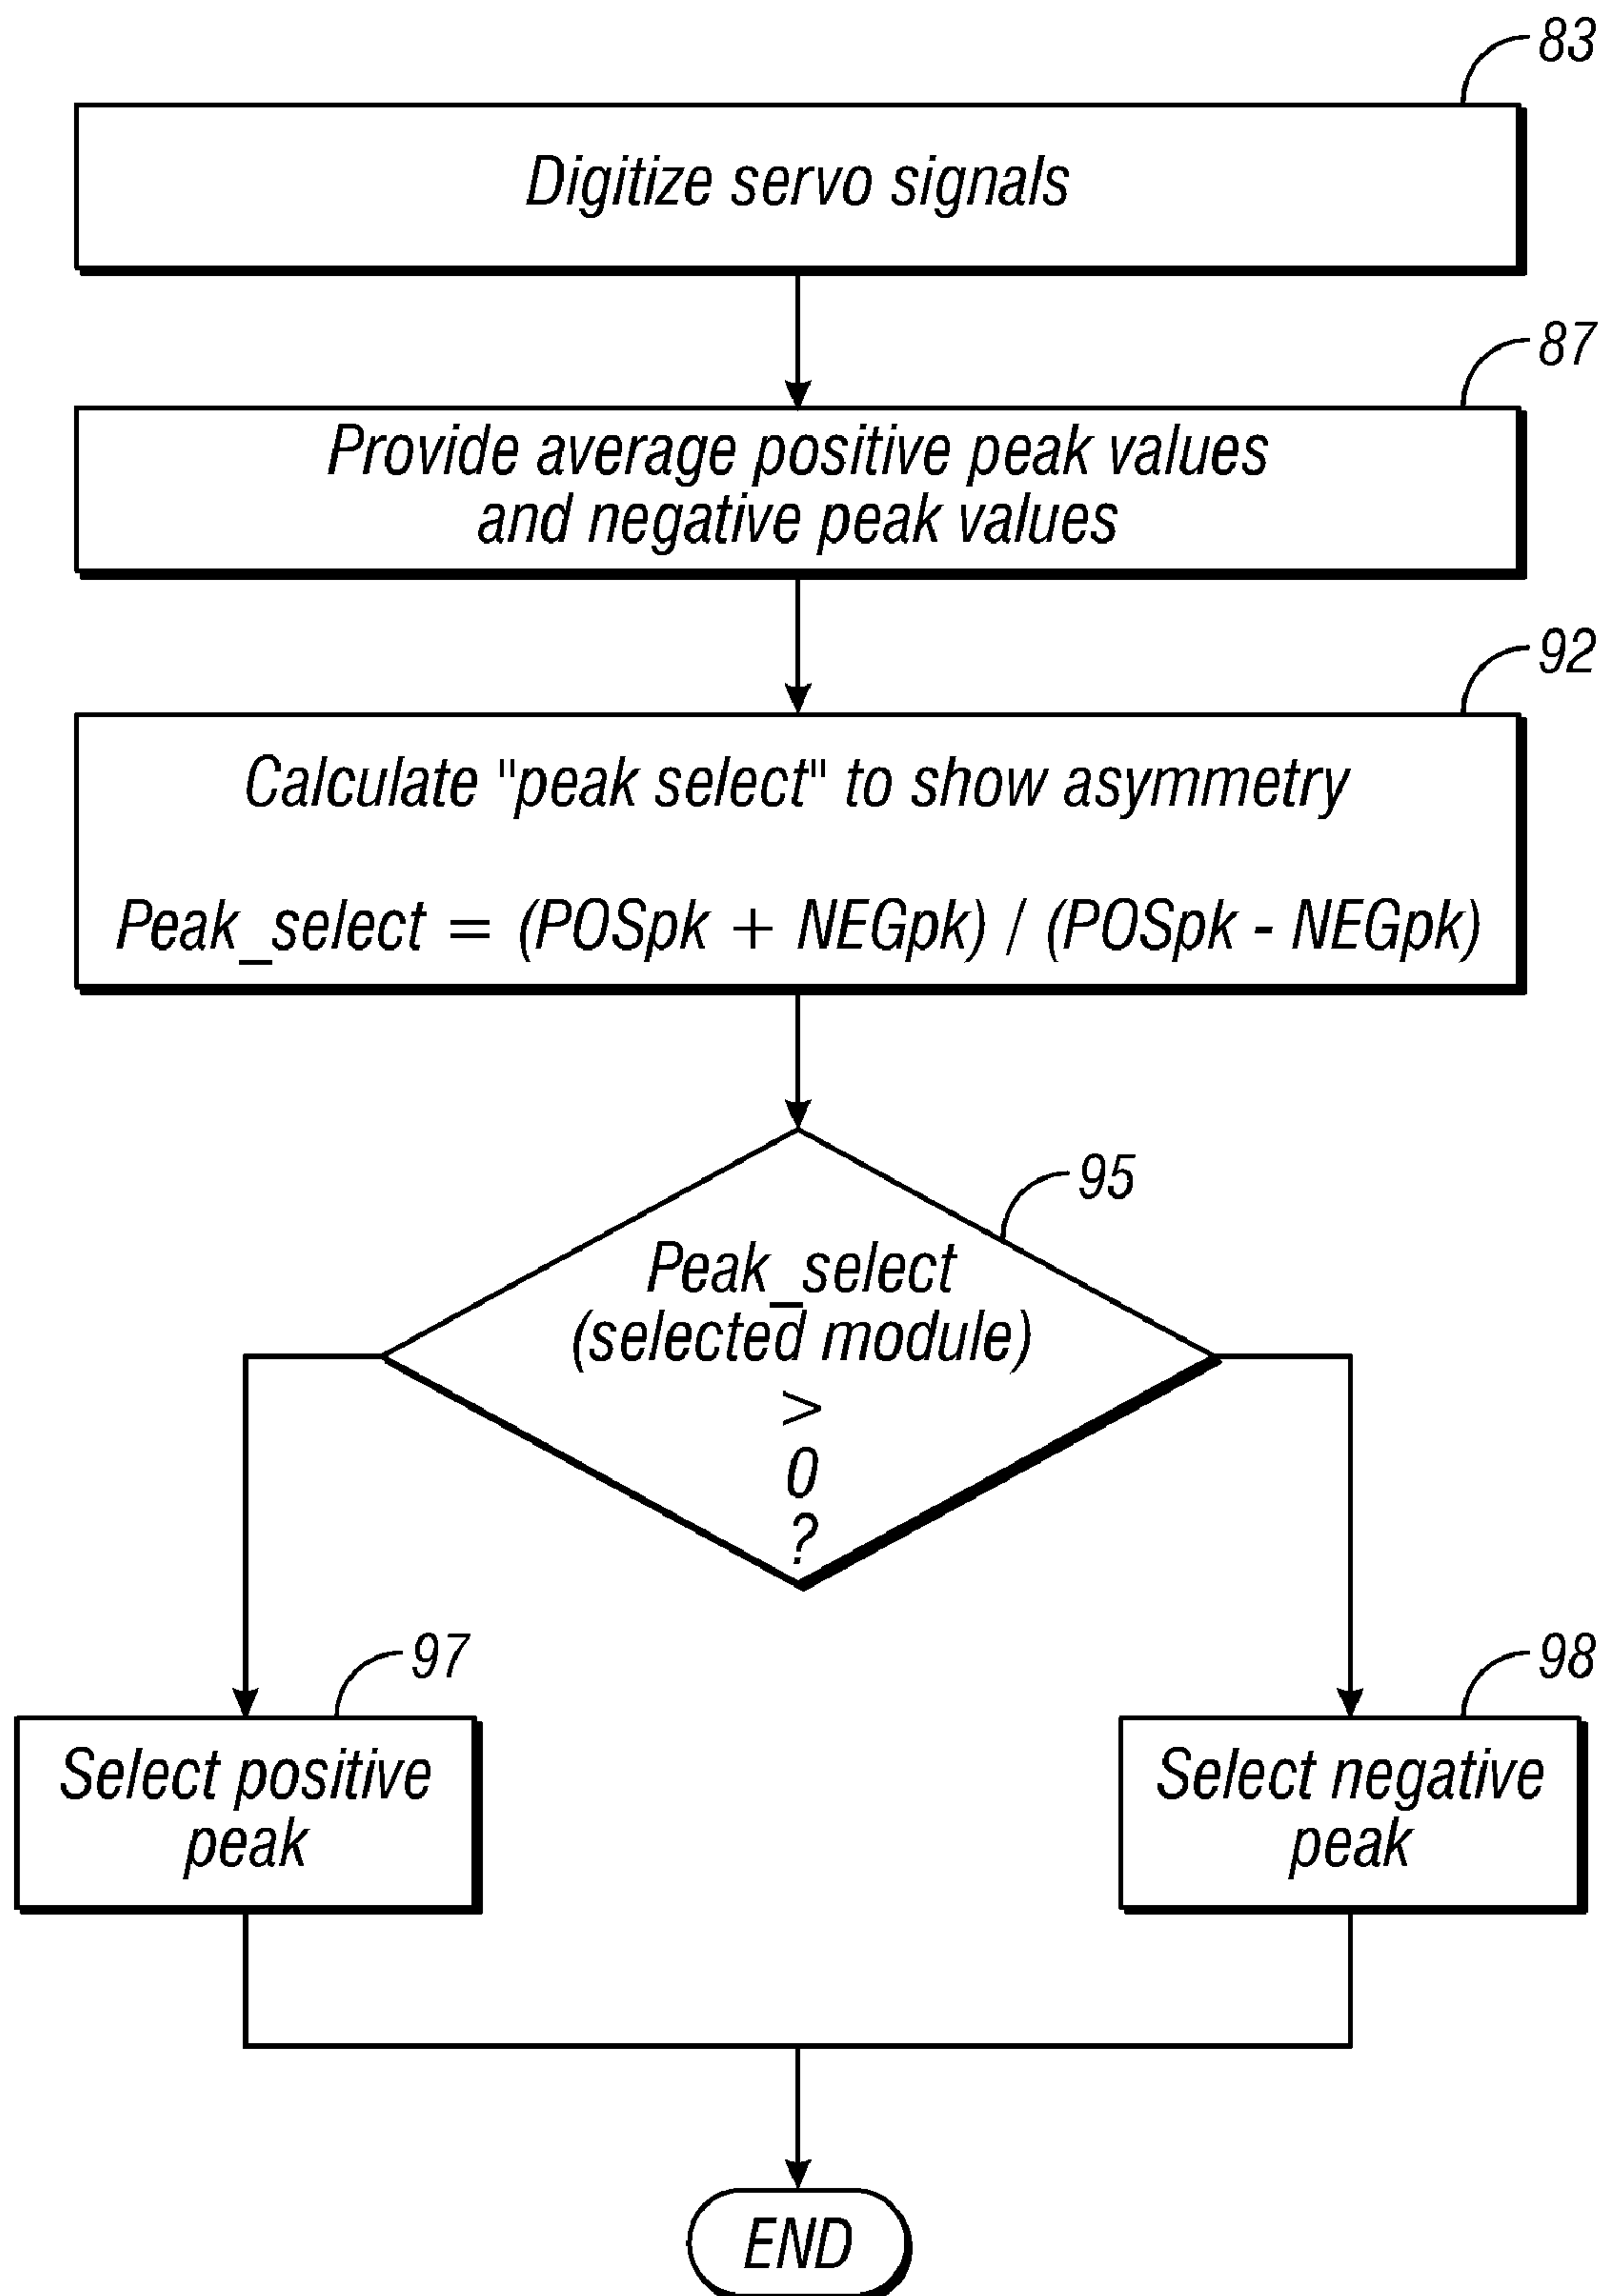 83
Digitize servo signals
87
Provide average positive peak values
and negative peak values
92
Calculate "peak select" to show asymmetry
Peak_select = (POSpk + NEGpk) / (POSpk - NEGpk)
95
Peak_select
(selected module)
>
0
?
97
Select positive
peak
98
Select negative
peak
END